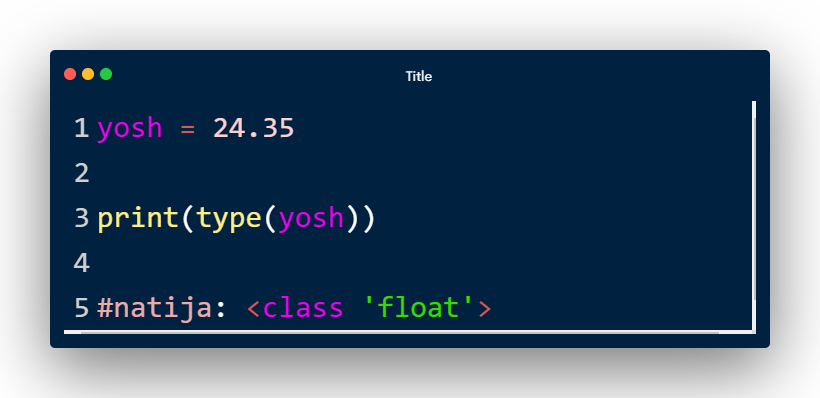 Title
1 yosh = 24.35
2
3 print(type(yosh))
4
5 #natija: <class 'float'>